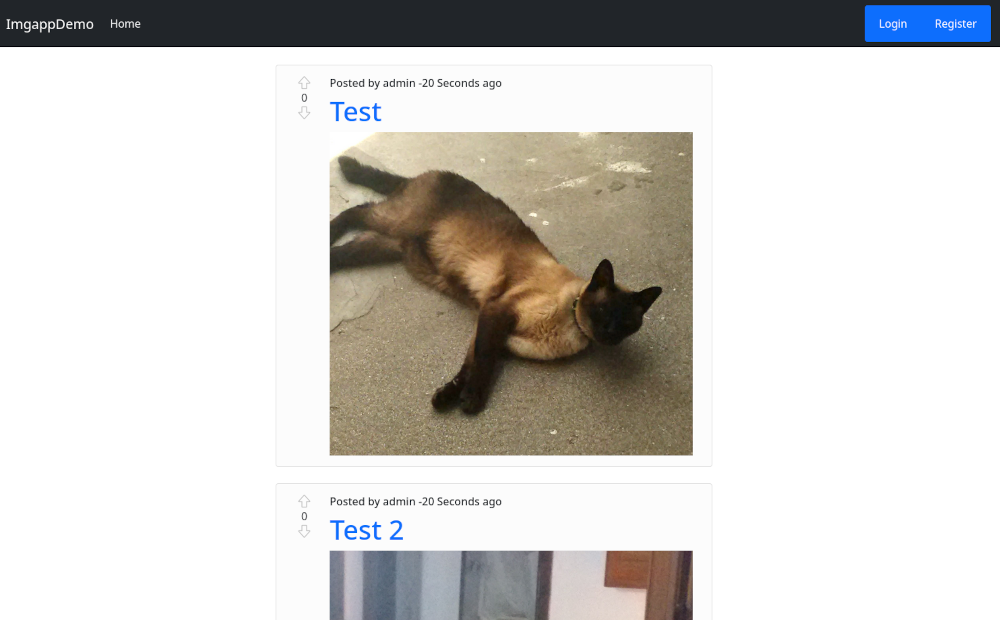 ImgappDemo Home Login Register
Posted by admin -20 Seconds ago
0
Test
Posted by admin -20 Seconds ago
0
Test 2